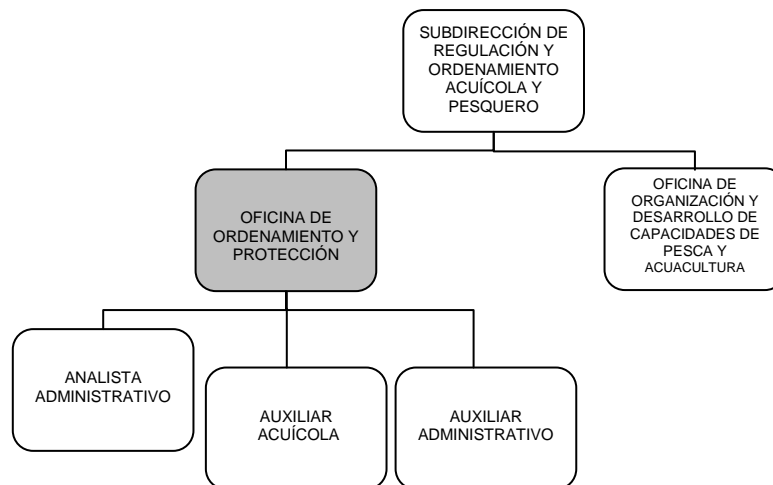 SUBDIRECCIÓN DE
REGULACIÓN Y
ORDENAMIENTO
ACUÍCOLA Y
PESQUERO
OFICINA DE
ORDENAMIENTO Y
PROTECCIÓN
OFICINA DE
ORGANIZACIÓN Y
DESARROLLO DE
CAPACIDADES DE
PESCA Y
ACUACULTURA
ANALISTA
ADMINISTRATIVO
AUXILIAR
ACUÍCOLA
AUXILIAR
ADMINISTRATIVO